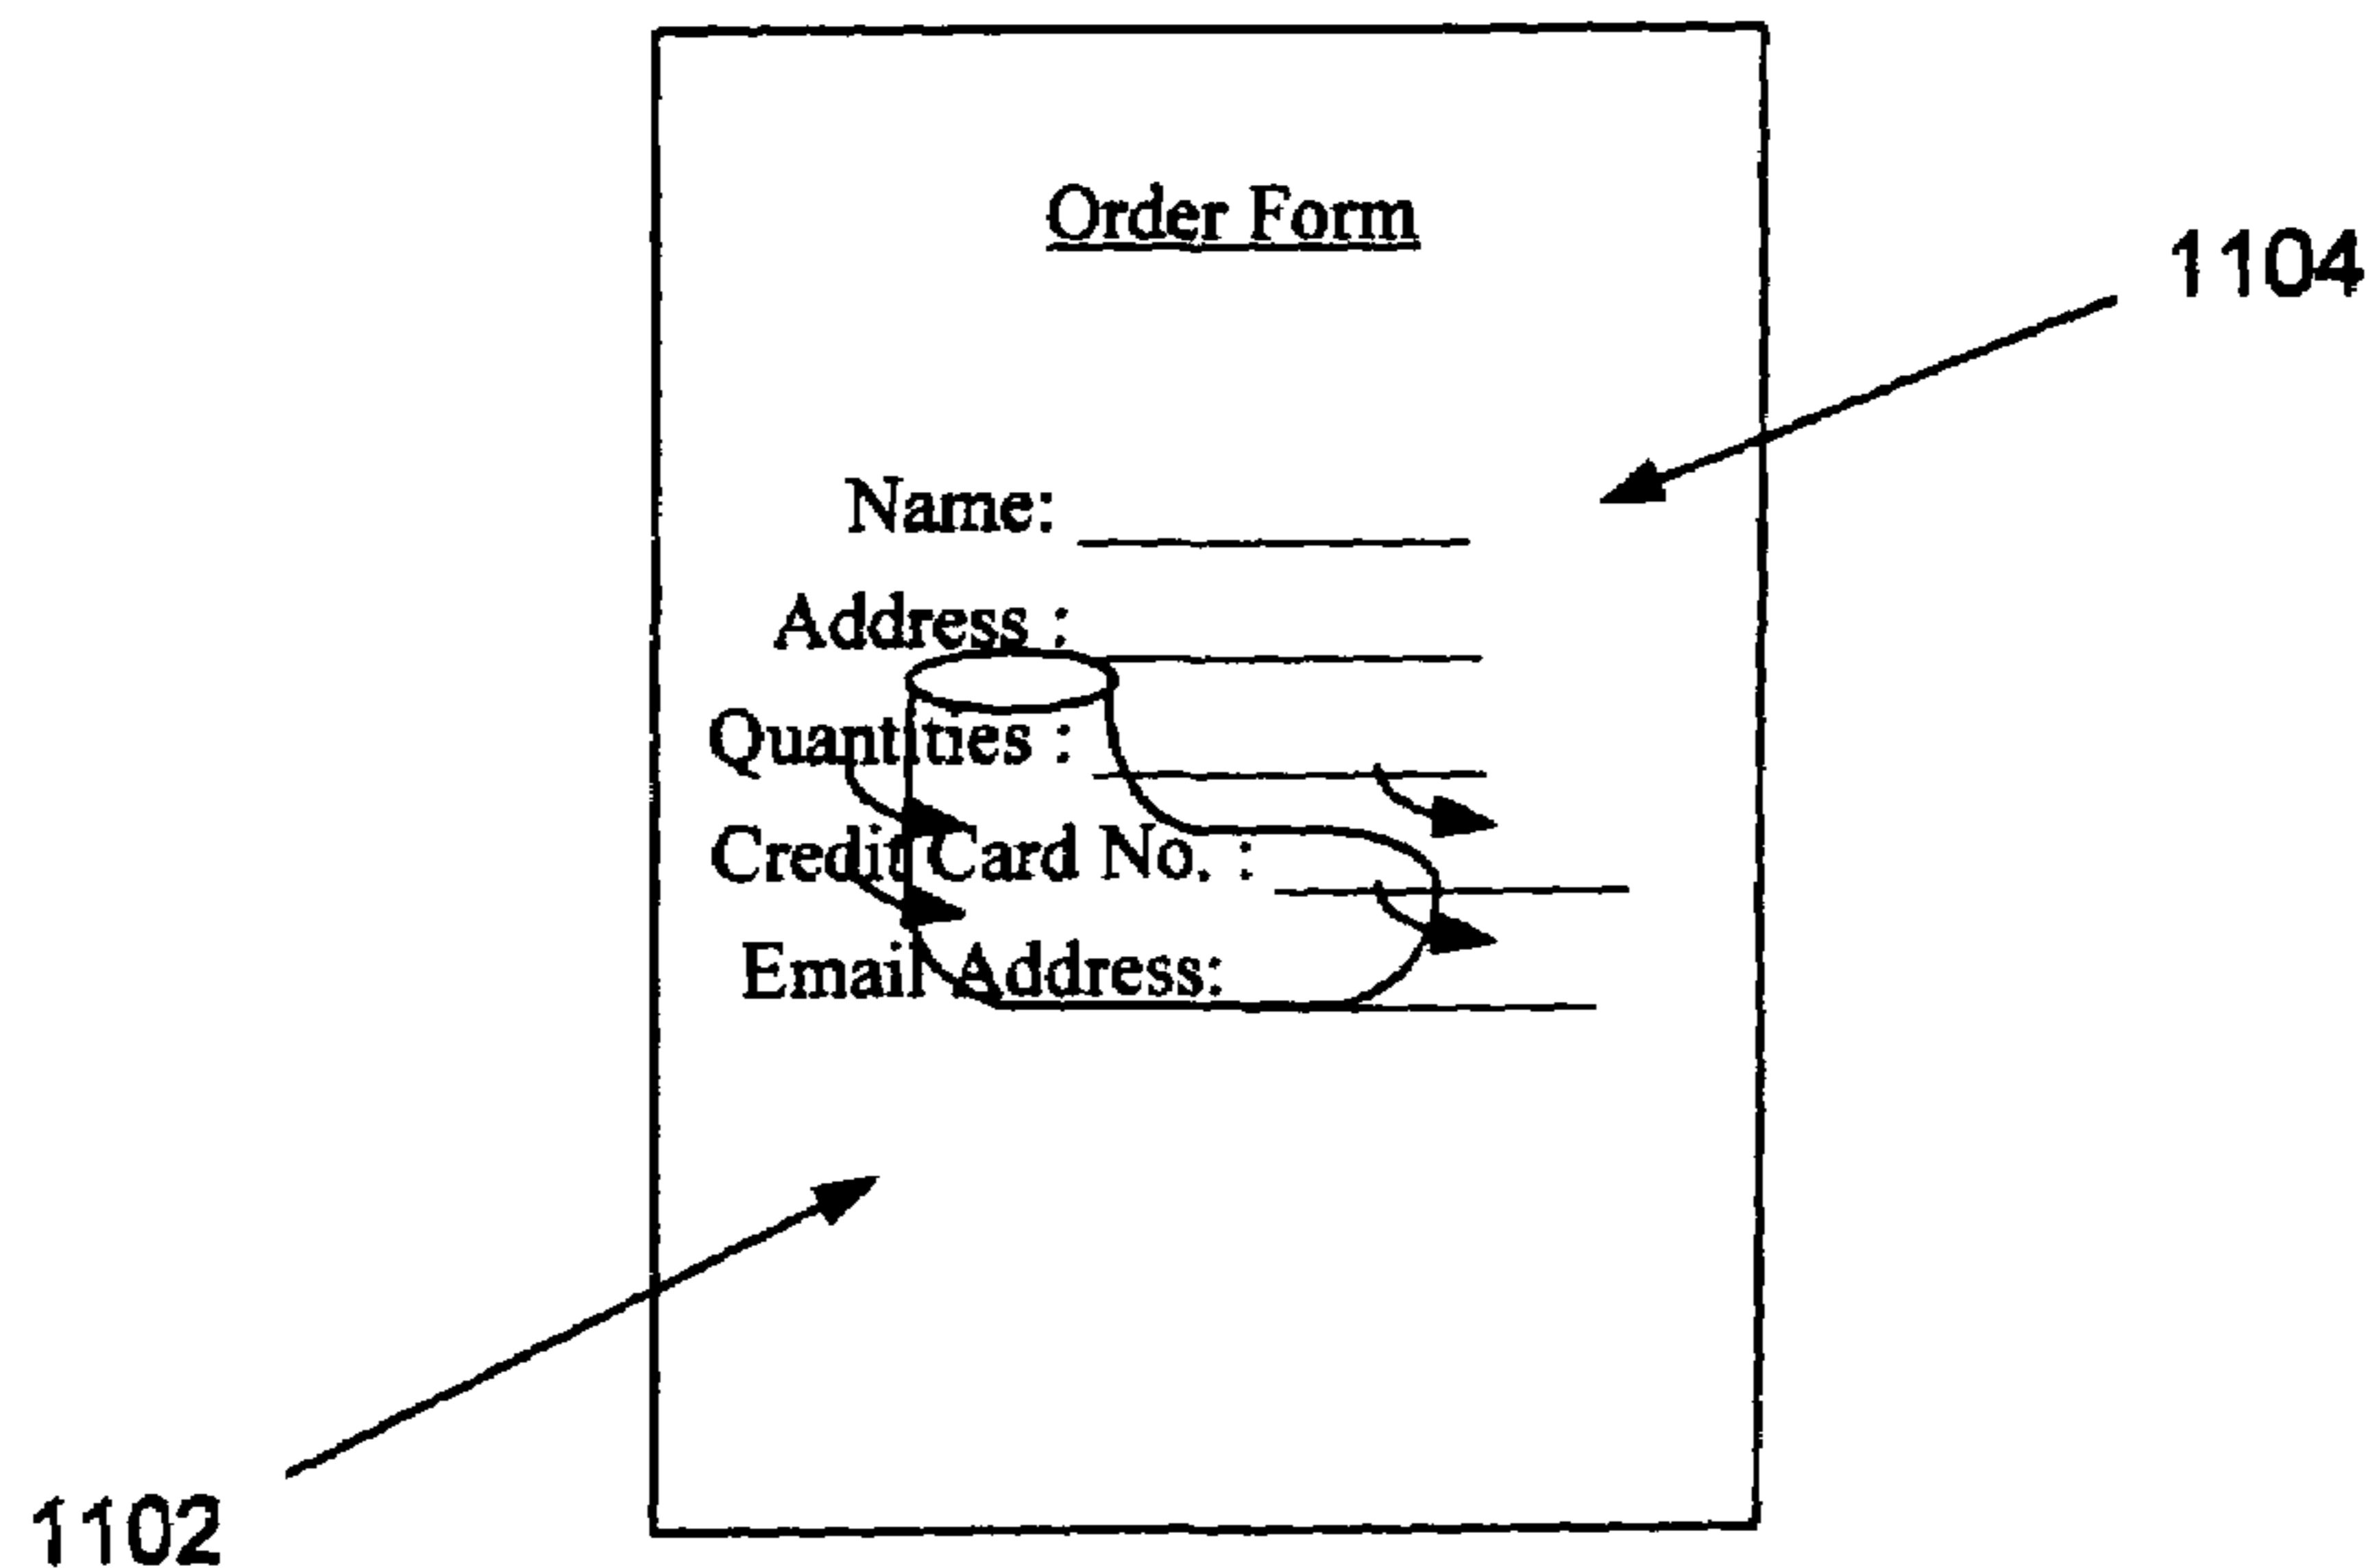 Order Form
1104
Name:
Address :
Quantities :
Credit Card No. :
Email Address:
1102